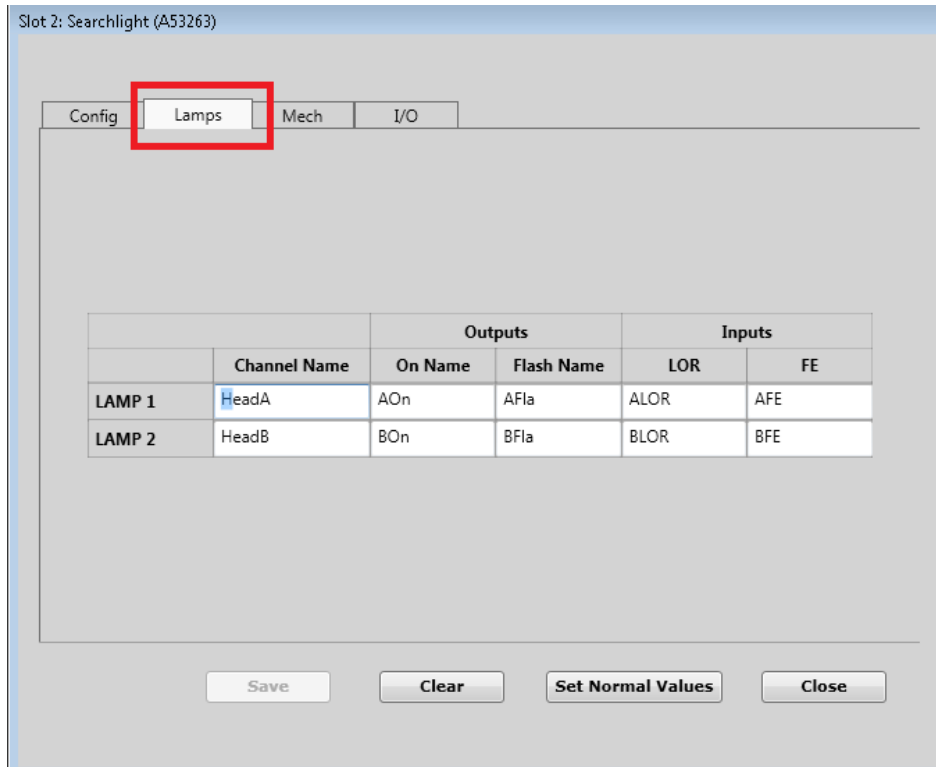 Slot 2: Searchlight (A53263)
Config Lamps Mech I/O
Outputs Inputs
Channel Name On Name Flash Name LOR FE
LAMP 1 HeadA AOn AFla ALOR AFE
LAMP 2 HeadB BOn BFla BLOR BFE
Save Clear Set Normal Values Close